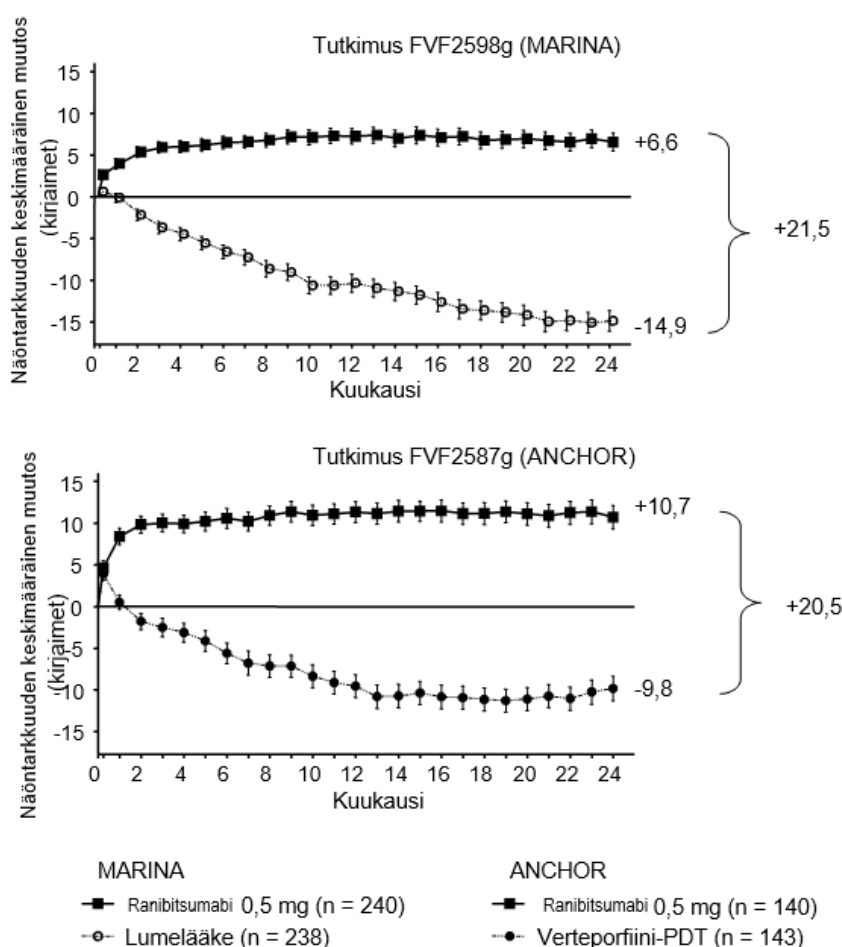 Tutkimus FVF2598g (MARINA)
Näöntarkkuuden keskimääräinen muutos
(kirjaimet)
15
10
5
0
-5
-10
-15
+6,6
+21,5
-14,9
0 2 4 6 8 10 12 14 16 18 20 22 24
Kuukausi
Tutkimus FVF2587g (ANCHOR)
Näöntarkkuuden keskimääräinen muutos
(kirjaimet)
15
10
5
0
-5
-10
-15
+10,7
+20,5
-9,8
0 2 4 6 8 10 12 14 16 18 20 22 24
Kuukausi
MARINA
Ranibitsumabi 0,5 mg (n = 240)
Lumelääke (n = 238)
ANCHOR
Ranibitsumabi 0,5 mg (n = 140)
Verteporfiini-PDT (n = 143)